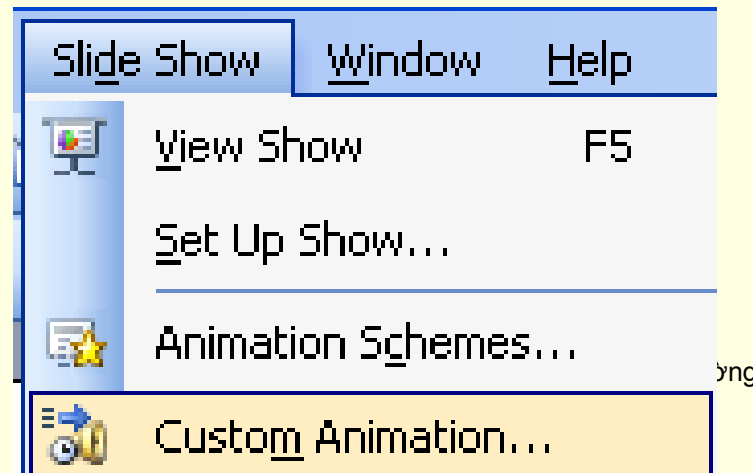 Slide Show Window Help
View Show F5
Set Up Show...
Animation Schemes...
Custom Animation...